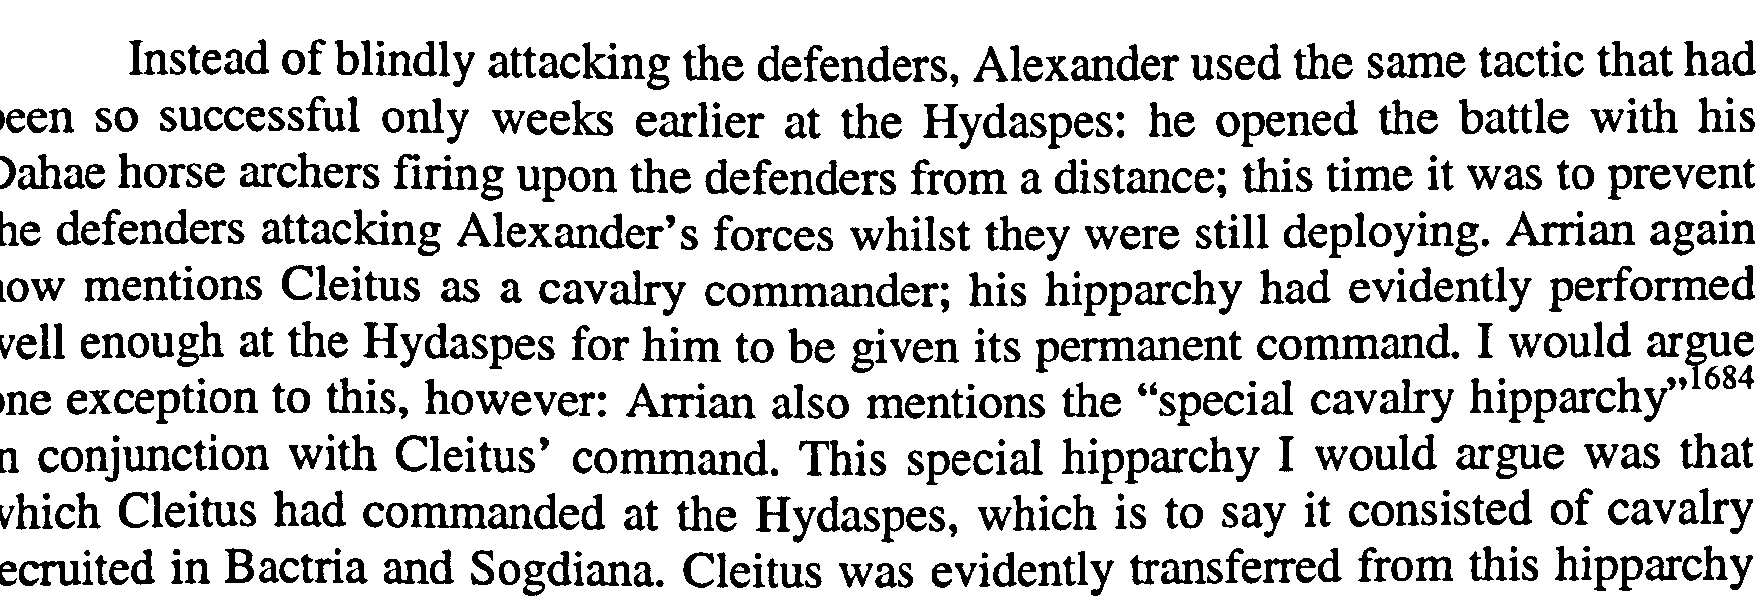 Instead of blindly attacking the defenders, Alexander used the same tactic that had
been so successful only weeks earlier at the Hydaspes: he opened the battle with his
Dahae horse archers firing upon the defenders from a distance; this time it was to prevent
the defenders attacking Alexander's forces whilst they were still deploying. Arrian again
now mentions Cleitus as a cavalry commander; his hipparchy had evidently performed
well enough at the Hydaspes for him to be given its permanent command. I would argue
one exception to this, however: Arrian also mentions the “special cavalry hipparchy”1684
in conjunction with Cleitus’ command. This special hipparchy I would argue was that
which Cleitus had commanded at the Hydaspes, which is to say it consisted of cavalry
recruited in Bactria and Sogdiana. Cleitus was evidently transferred from this hipparchy